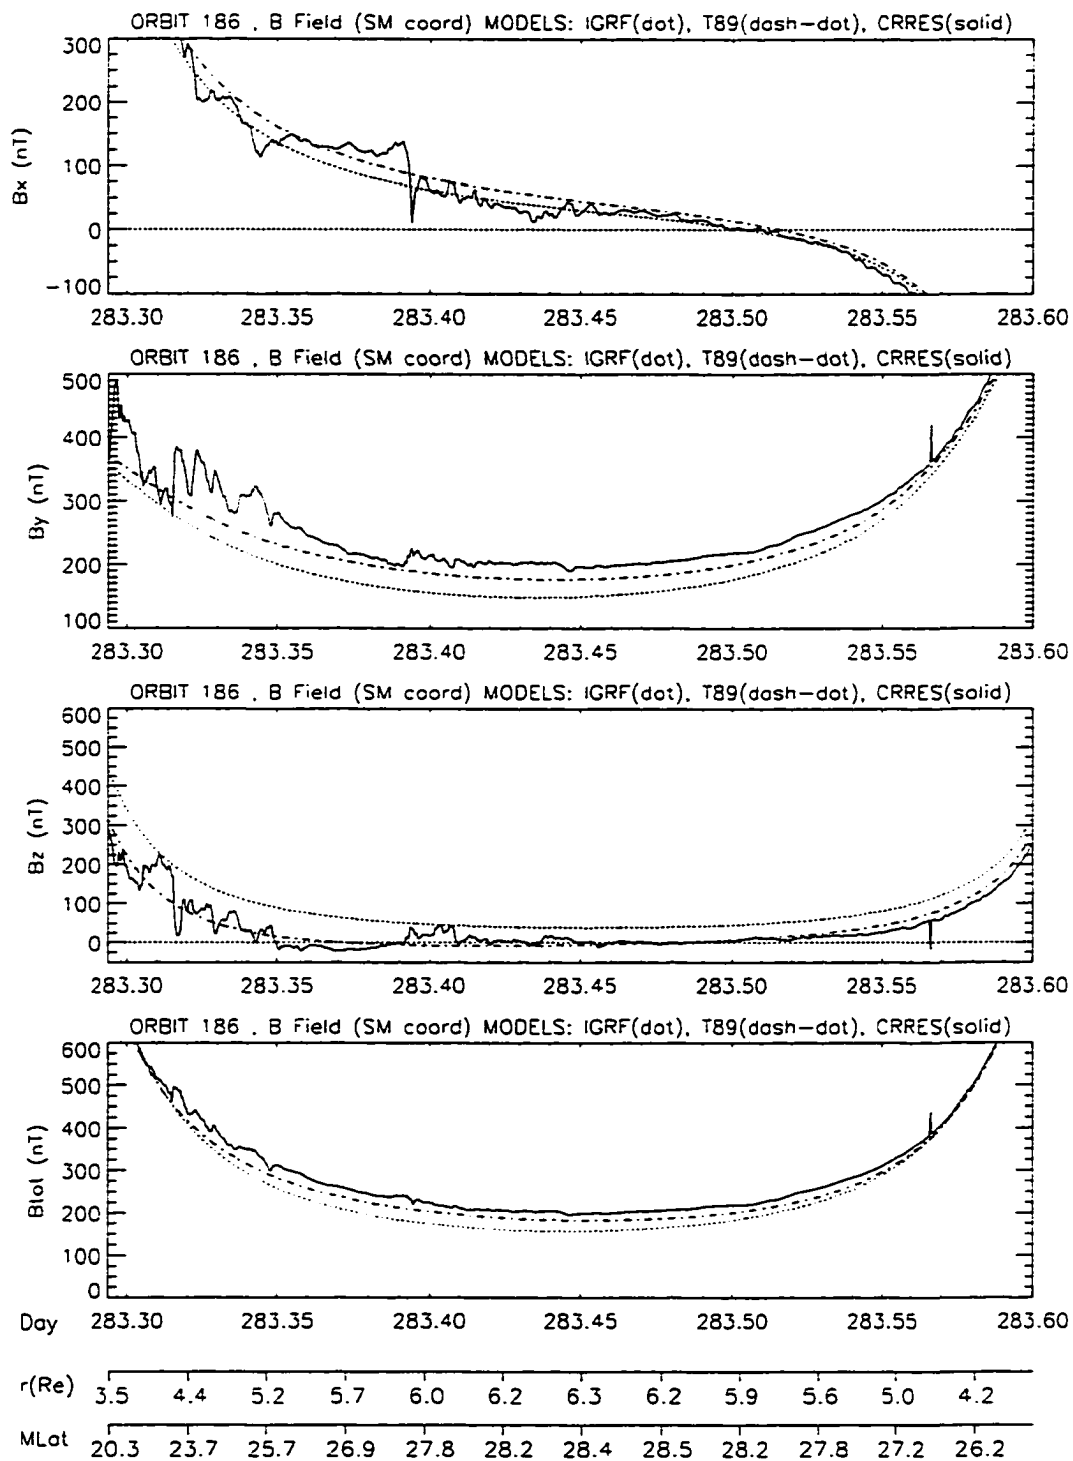 ORBIT 186 , B Field (SM coord) MODELS: IGRF(dot), T89(dash-dot), CRRES(solid)
300
200
100
0
-100
Bx (nT)
283.30 283.35 283.40 283.45 283.50 283.55 283.60
ORBIT 186 , B Field (SM coord) MODELS: IGRF(dot), T89(dash-dot), CRRES(solid)
500
400
300
200
100
By (nT)
283.30 283.35 283.40 283.45 283.50 283.55 283.60
ORBIT 186 , B Field (SM coord) MODELS: IGRF(dot), T89(dash-dot), CRRES(solid)
600
500
400
300
200
100
0
Bz (nT)
283.30 283.35 283.40 283.45 283.50 283.55 283.60
ORBIT 186 , B Field (SM coord) MODELS: IGRF(dot), T89(dash-dot), CRRES(solid)
600
500
400
300
200
100
0
Btot (nT)
Day 283.30 283.35 283.40 283.45 283.50 283.55 283.60
r(Re) 3.5 4.4 5.2 5.7 6.0 6.2 6.3 6.2 5.9 5.6 5.0 4.2
MLat 20.3 23.7 25.7 26.9 27.8 28.2 28.4 28.5 28.2 27.8 27.2 26.2